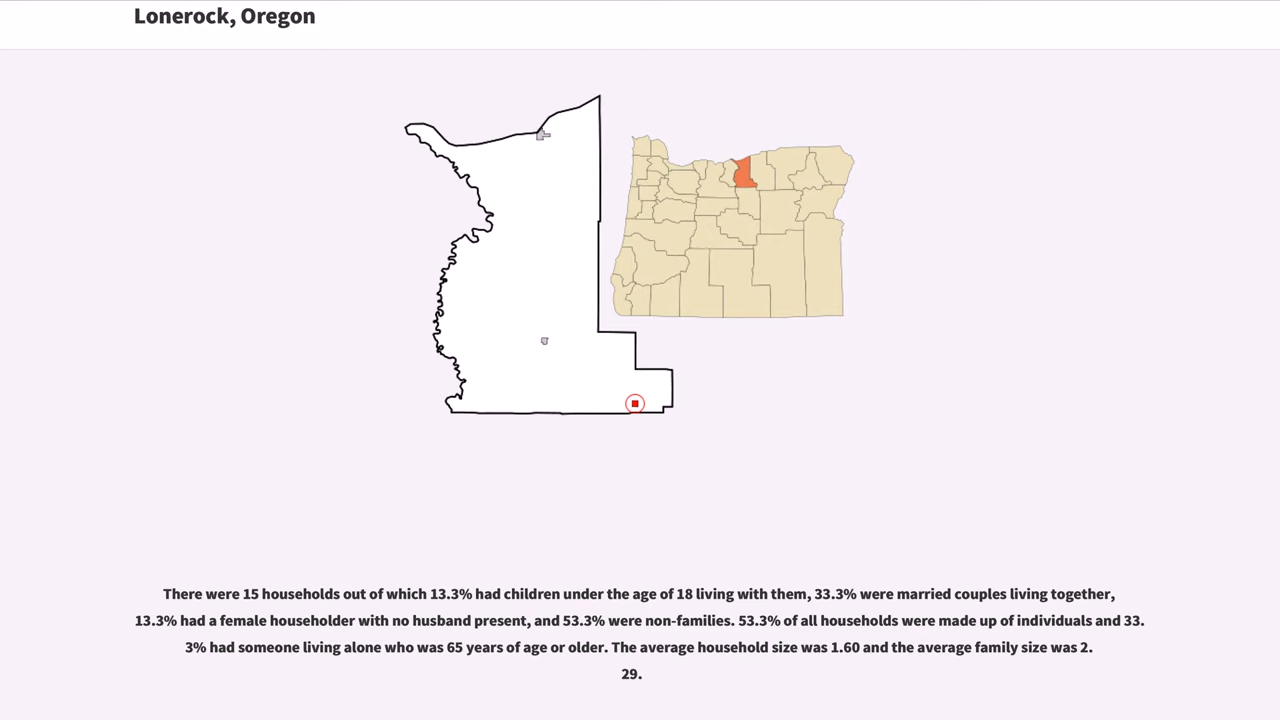 Lonerock, Oregon
There were 15 households out of which 13.3% had children under the age of 18 living with them, 33.3% were married couples living together,
13.3% had a female householder with no husband present, and 53.3% were non-families. 53.3% of all households were made up of individuals and 33.
3% had someone living alone who was 65 years of age or older. The average household size was 1.60 and the average family size was 2.
29.